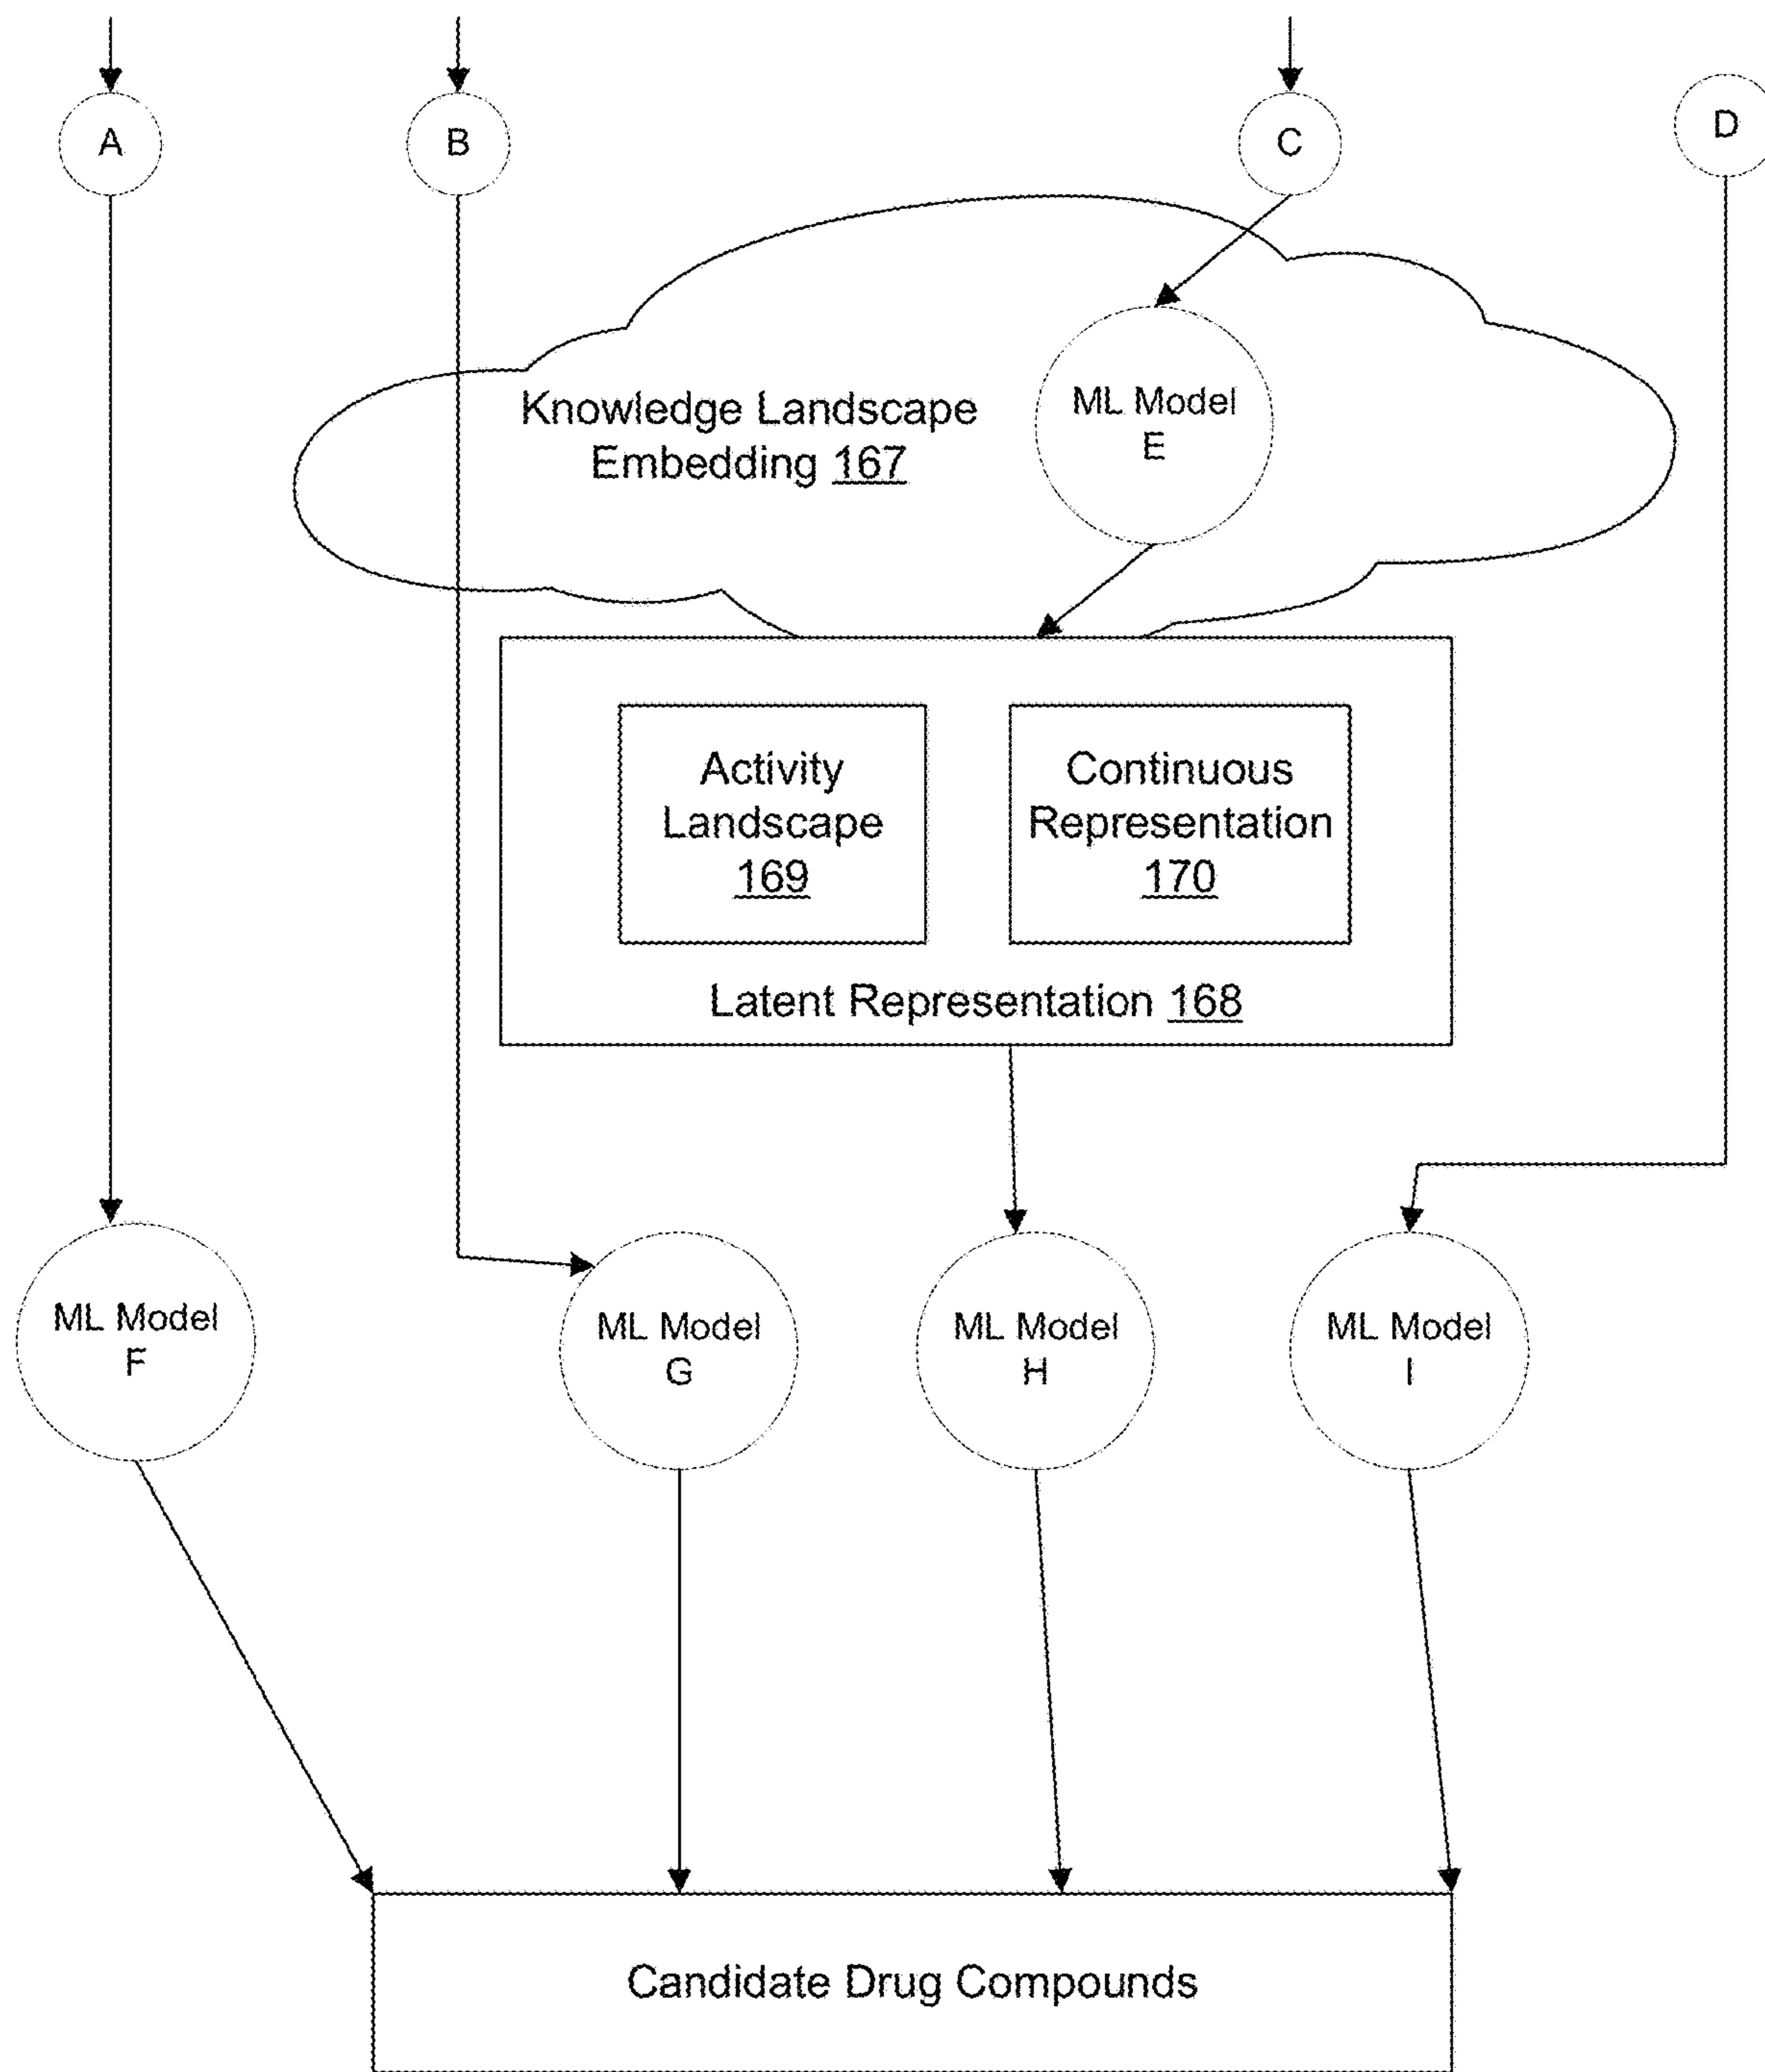 A
B
C
D
Knowledge Landscape
Embedding 167
ML Model
E
Activity
Landscape
169
Continuous
Representation
170
Latent Representation 168
ML Model
F
ML Model
G
ML Model
H
ML Model
I
Candidate Drug Compounds